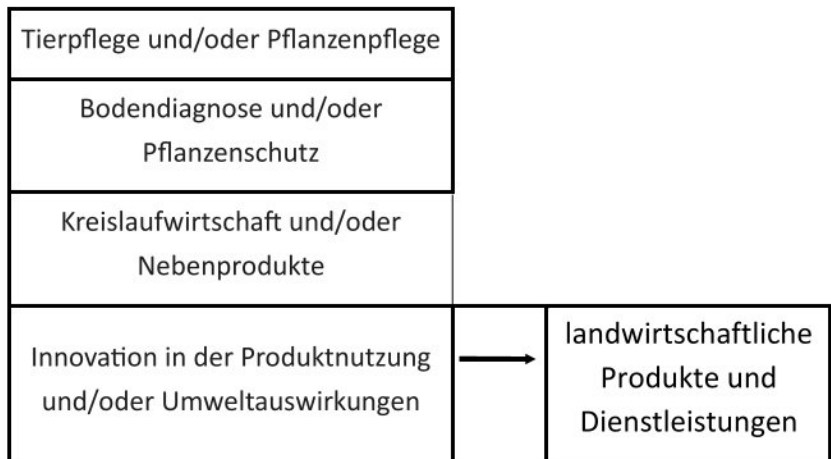 Tierpflege und/oder Pflanzenpflege
Bodendiagnose und/oder
Pflanzenschutz
Kreislaufwirtschaft und/oder
Nebenprodukte
Innovation in der Produktnutzung
und/oder Umweltauswirkungen
landwirtschaftliche
Produkte und
Dienstleistungen